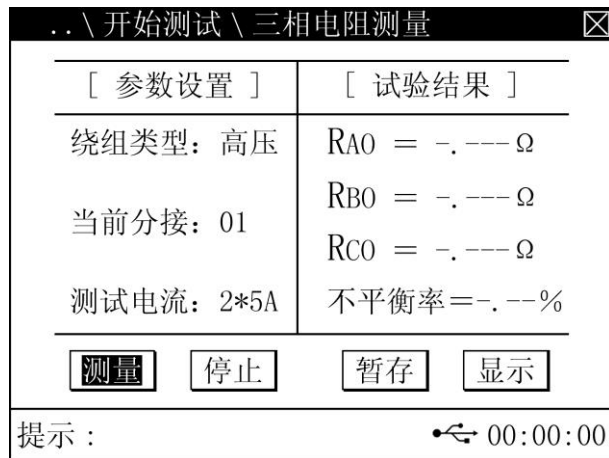 ..\开始测试\三相电阻测量
[ 参数设置 ] [ 试验结果 ]
绕组类型: 高压 RAO = -.---Ω
RBO = -.---Ω
当前分接: 01
RCO = -.---Ω
测试电流: 2*5A 不平衡率=-.--%
测量 停止 暂存 显示
提示: 00:00:00